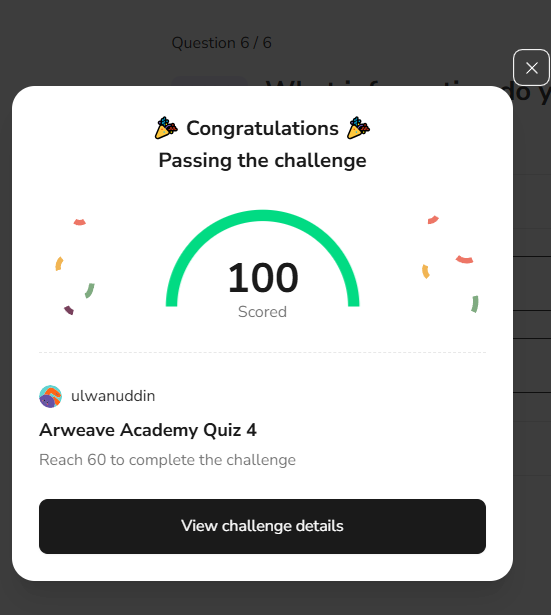 Question 6 / 6
What information do y
Congratulations
Passing the challenge
100
Scored
ulwanuddin
Arweave Academy Quiz 4
Reach 60 to complete the challenge
View challenge details